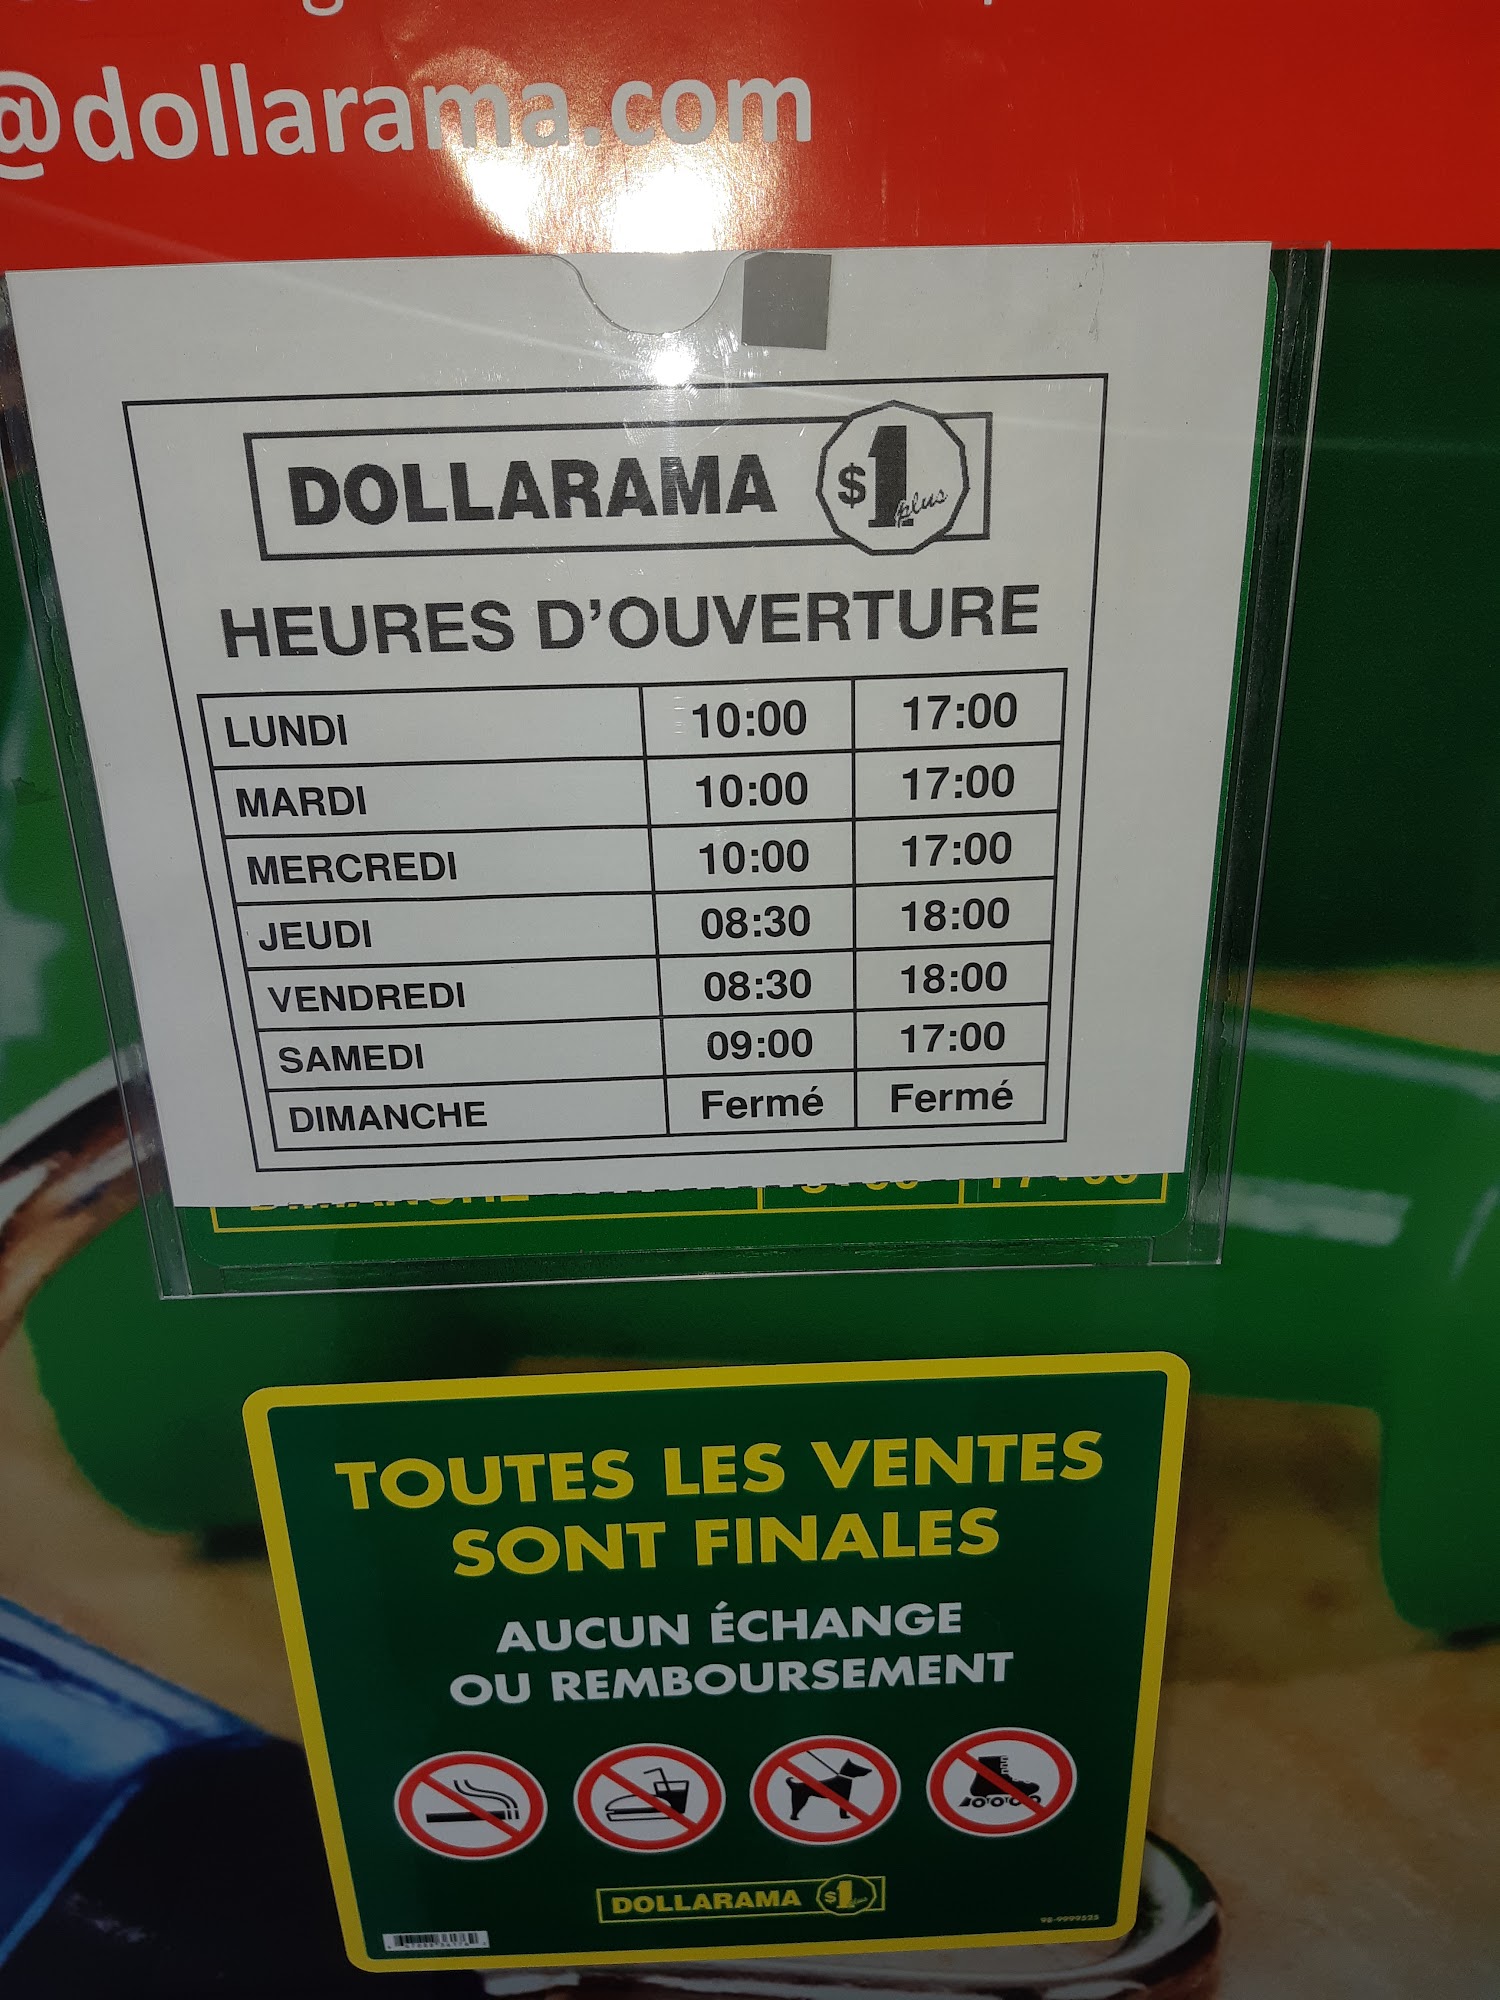 @dollarama.com
DOLLARAMA $1 plus
HEURES D'OUVERTURE
LUNDI 10:00 17:00
MARDI 10:00 17:00
MERCREDI 10:00 17:00
JEUDI 08:30 18:00
VENDREDI 08:30 18:00
SAMEDI 09:00 17:00
DIMANCHE Fermé Fermé
TOUTES LES VENTES
SONT FINALES
AUCUN ÉCHANGE
OU REMBOURSEMENT
DOLLARAMA $1 plus
98-9999525